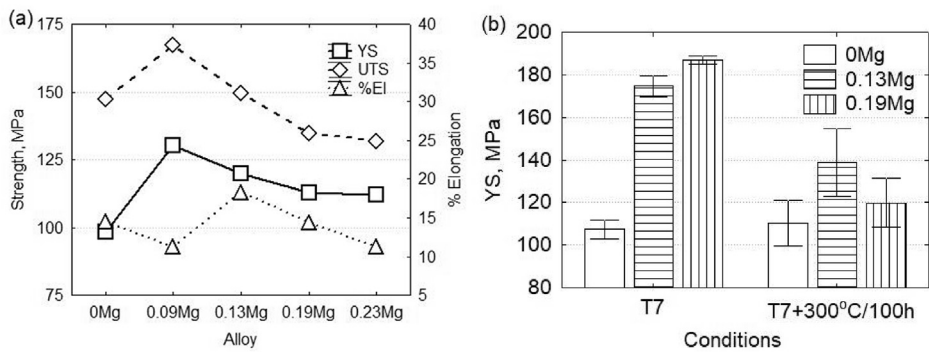 (a)
175
150
125
100
75
Strength, MPa
40
35
30
25
20
15
10
5
% Elongation
YS
UTS
%El
0Mg 0.09Mg 0.13Mg 0.19Mg 0.23Mg
Alloy
(b)
200
180
160
140
120
100
80
YS, MPa
0Mg
0.13Mg
0.19Mg
T7 T7+300°C/100h
Conditions